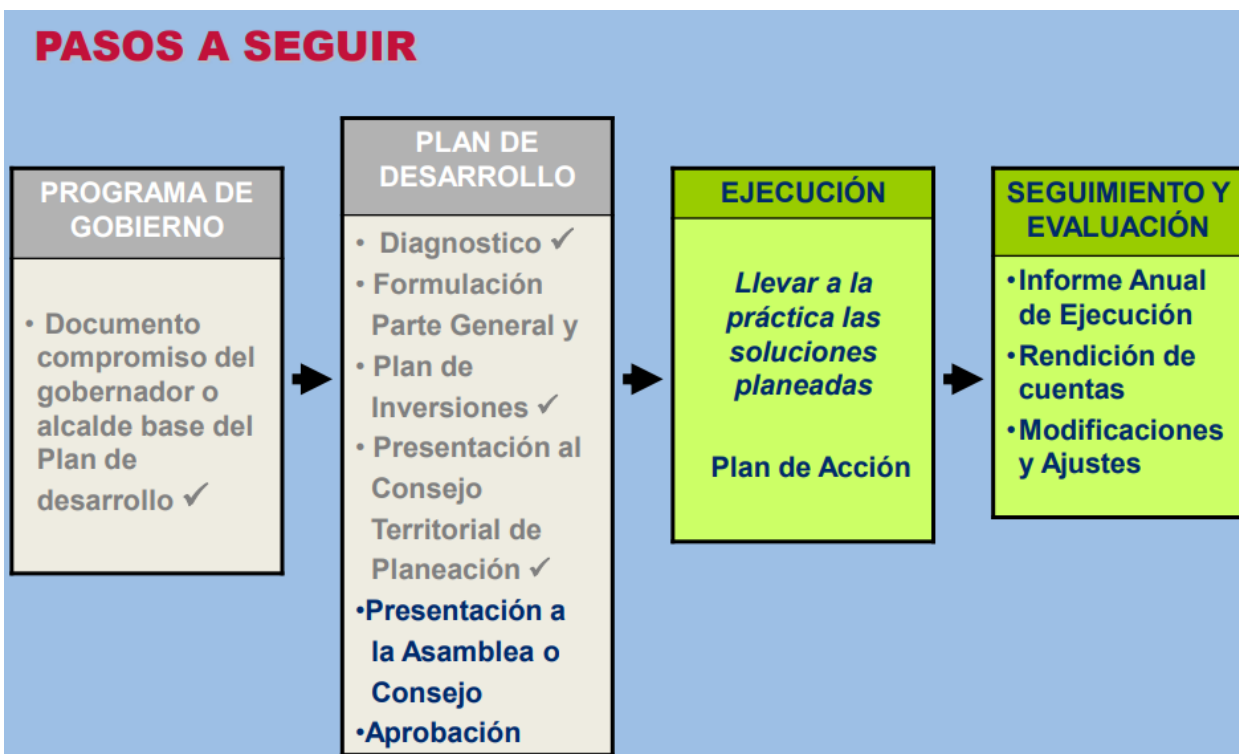 PASOS A SEGUIR
PROGRAMA DE
GOBIERNO
• Documento
compromiso del
gobernador o
alcalde base del
Plan de
desarrollo ✓
PLAN DE
DESARROLLO
• Diagnostico ✓
• Formulación
Parte General y
• Plan de
Inversiones ✓
• Presentación al
Consejo
Territorial de
Planeación ✓
•Presentación a
la Asamblea o
Consejo
•Aprobación
EJECUCIÓN
Llevar a la
práctica las
soluciones
planeadas
Plan de Acción
SEGUIMIENTO Y
EVALUACIÓN
•Informe Anual
de Ejecución
•Rendición de
cuentas
•Modificaciones
y Ajustes